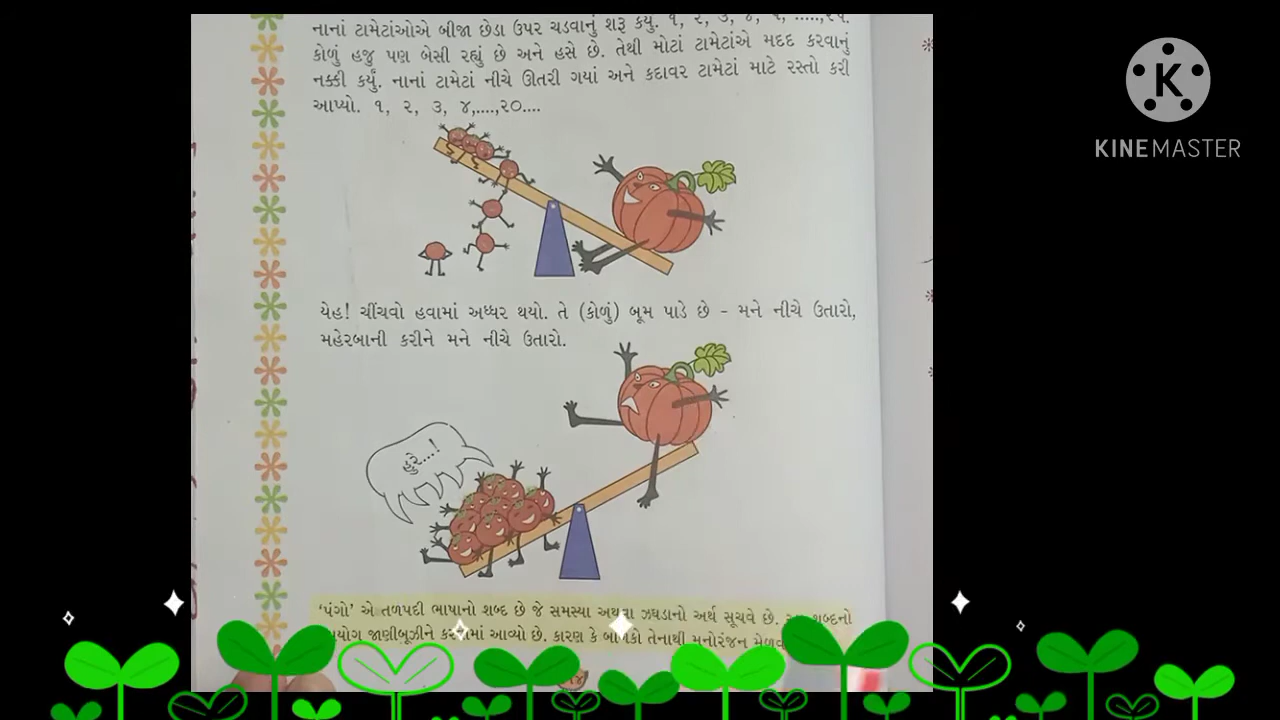 નાનાં ટામેટાંઓએ બીજા છેડા ઉપર ચડવાનું શરૂ કર્યું. ૧, ૨, ૩, ૪, ૫, .....,૨૫.
કોળું હજુ પણ બેસી રહ્યું છે અને હસે છે. તેથી મોટાં ટામેટાંએ મદદ કરવાનું
નક્કી કર્યું. નાનાં ટામેટાં નીચે ઊતરી ગયાં અને કદાવર ટામેટાં માટે રસ્તો કરી
આપ્યો. ૧, ૨, ૩, ૪,....,૨૦....
KINEMASTER
યેહ! ચીંચવો હવામાં અધ્ધર થયો. તે (કોળું) બૂમ પાડે છે - મને નીચે ઉતારો,
મહેરબાની કરીને મને નીચે ઉતારો.
હુરે...!
'પંગો' એ તળપદી ભાષાનો શબ્દ છે જે સમસ્યા અથવા ઝઘડાનો અર્થ સૂચવે છે. શબ્દનો
જાણીબૂઝીને કરવામાં આવ્યો છે. કારણ કે બાળકો તેનાથી મનોરંજન